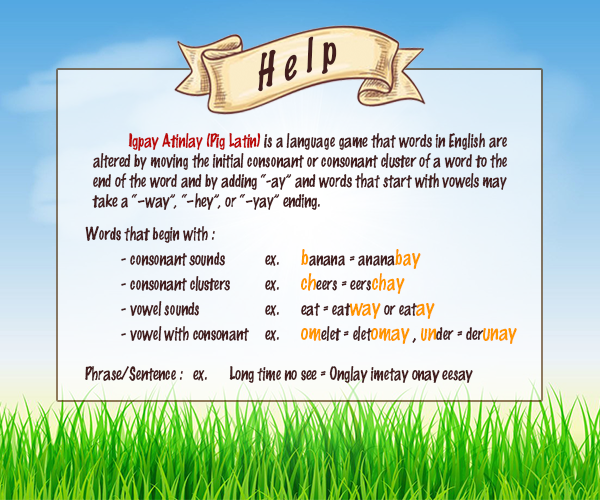 Help
Igpay Atinlay (Pig Latin) is a language game that words in English are
altered by moving the initial consonant or consonant cluster of a word to the
end of the word and by adding "-ay" and words that start with vowels may
take a "-way", "-hey", or "-yay" ending.
Words that begin with :
- consonant sounds ex. banana = ananabay
- consonant clusters ex. cheers = eerschay
- vowel sounds ex. eat = eatway or eatay
- vowel with consonant ex. omelet = eletomay , under = derunay
Phrase/Sentence : ex. Long time no see = Onglay imetay onay eesay